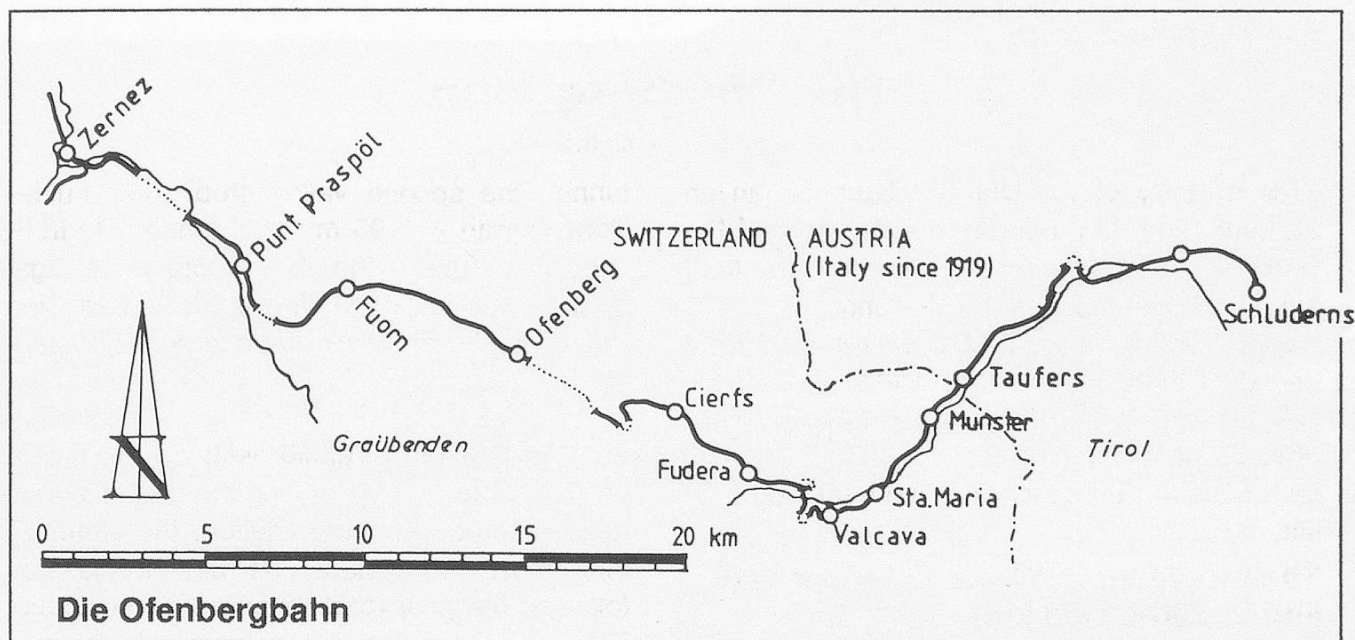 Zernez
Punt Praspöl
Fuorn
Ofenberg
SWITZERLAND
AUSTRIA
(Italy since 1919)
Schluderns
Taufers
Cierfs
Munster
Graübenden
Tirol
Fudera
Sta.Maria
Valcava
0 5 10 15 20 km
Die Ofenbergbahn